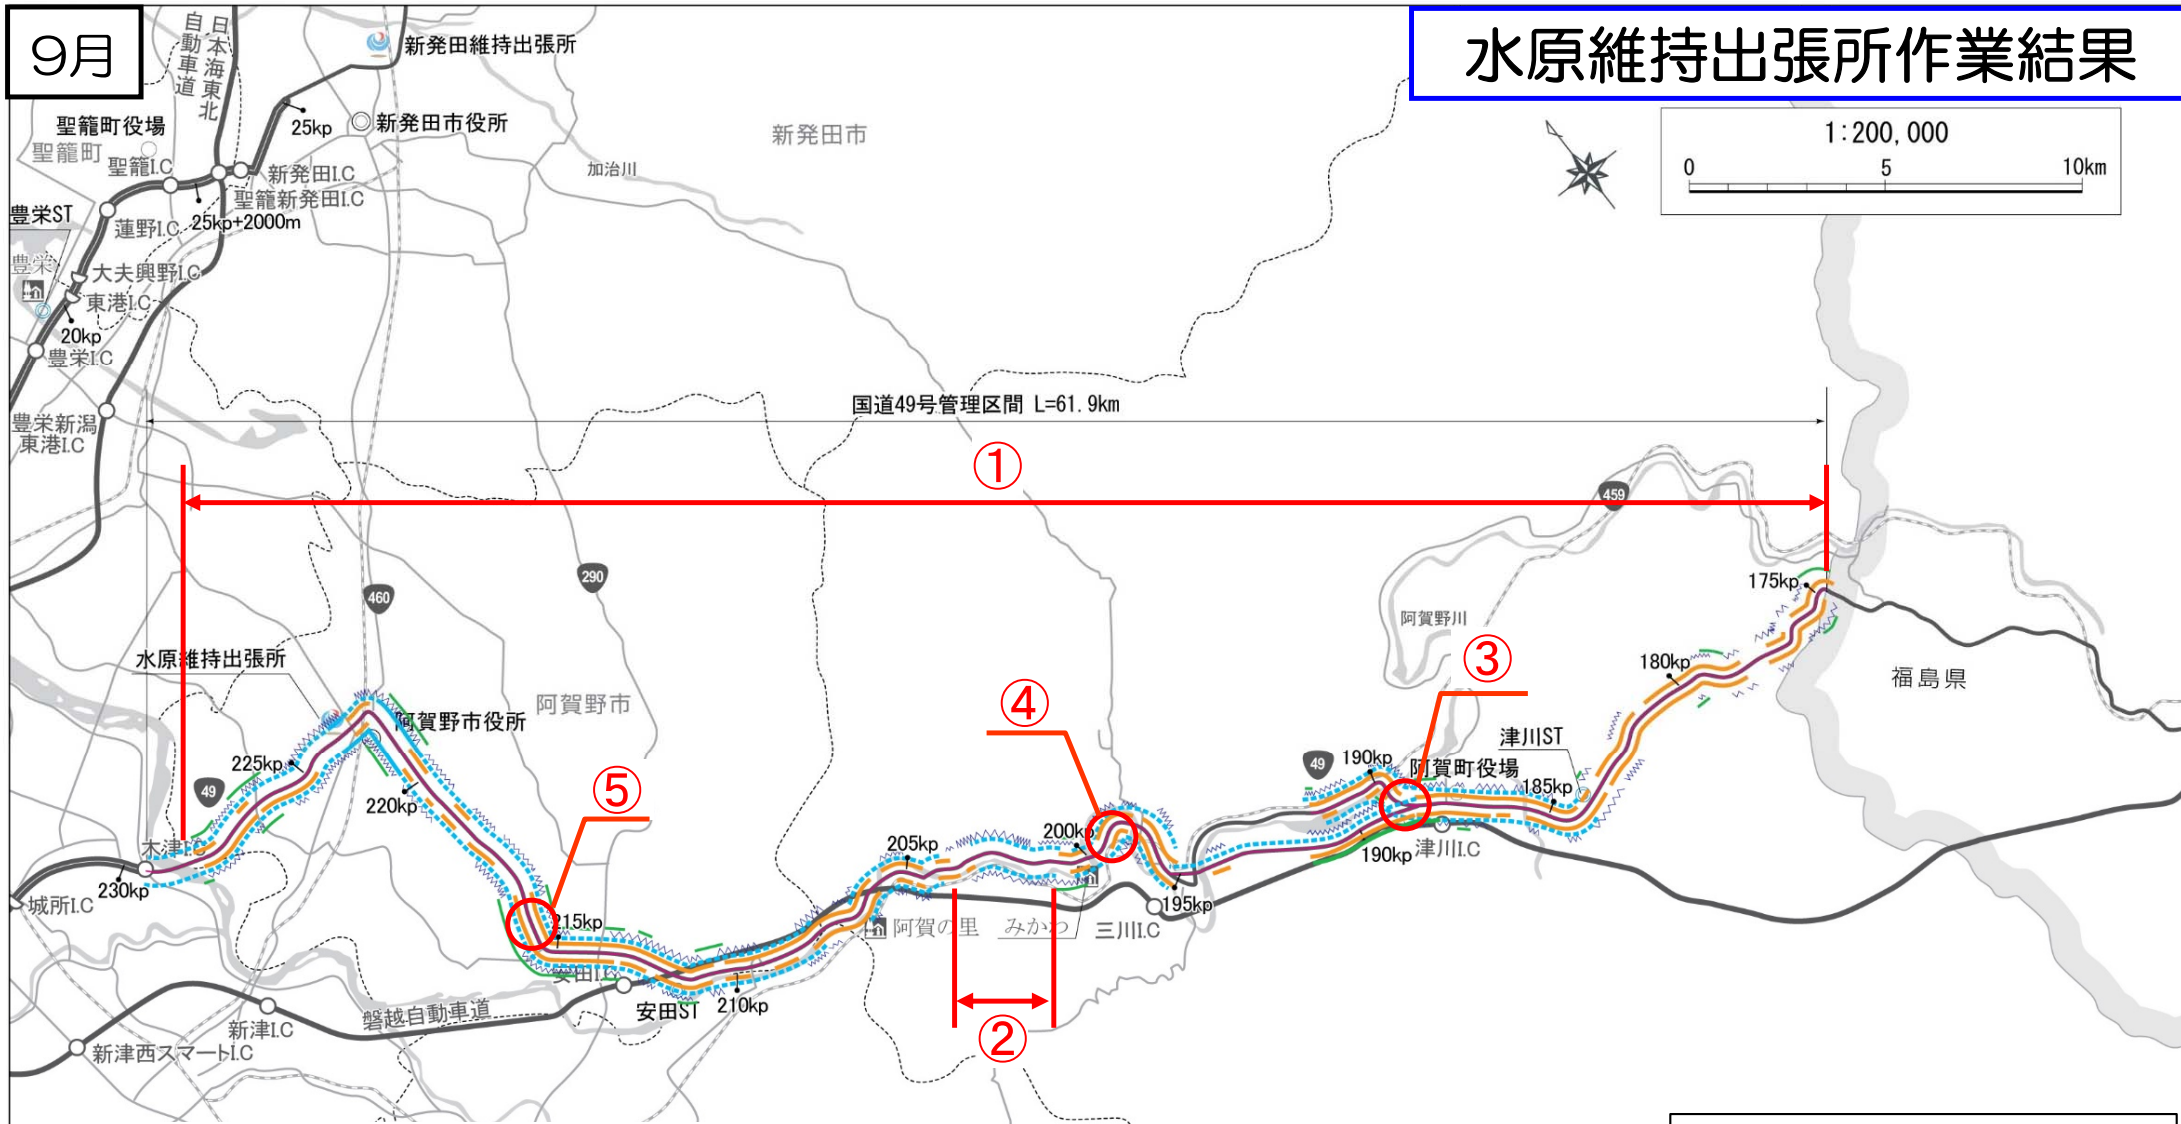 9月
水原維持出張所作業結果
日本海東北
自動車道
新発田維持出張所
25kp
新発田市役所
新発田市
1:200,000
0 5 10km
聖籠町役場
聖籠町
聖籠I.C
新発田I.C
聖籠新発田I.C
加治川
豊栄ST
蓮野I.C
25kp+2000m
豊栄
大夫興野I.C
東港I.C
20kp
豊栄I.C
国道49号管理区間 L=61.9km
豊栄新潟
東港I.C
①
459
290
460
175kp
阿賀野川
水原維持出張所
③
180kp
福島県
阿賀野市
④
阿賀野市役所
津川ST
225kp
49
⑤
220kp
49
190kp
阿賀町役場
185kp
木津I.C
205kp
200kp
190kp
津川I.C
230kp
城所I.C
215kp
195kp
阿賀の里
みかわ
三川I.C
安田I.C
安田ST
210kp
磐越自動車道
新津I.C
②
新津西スマートI.C